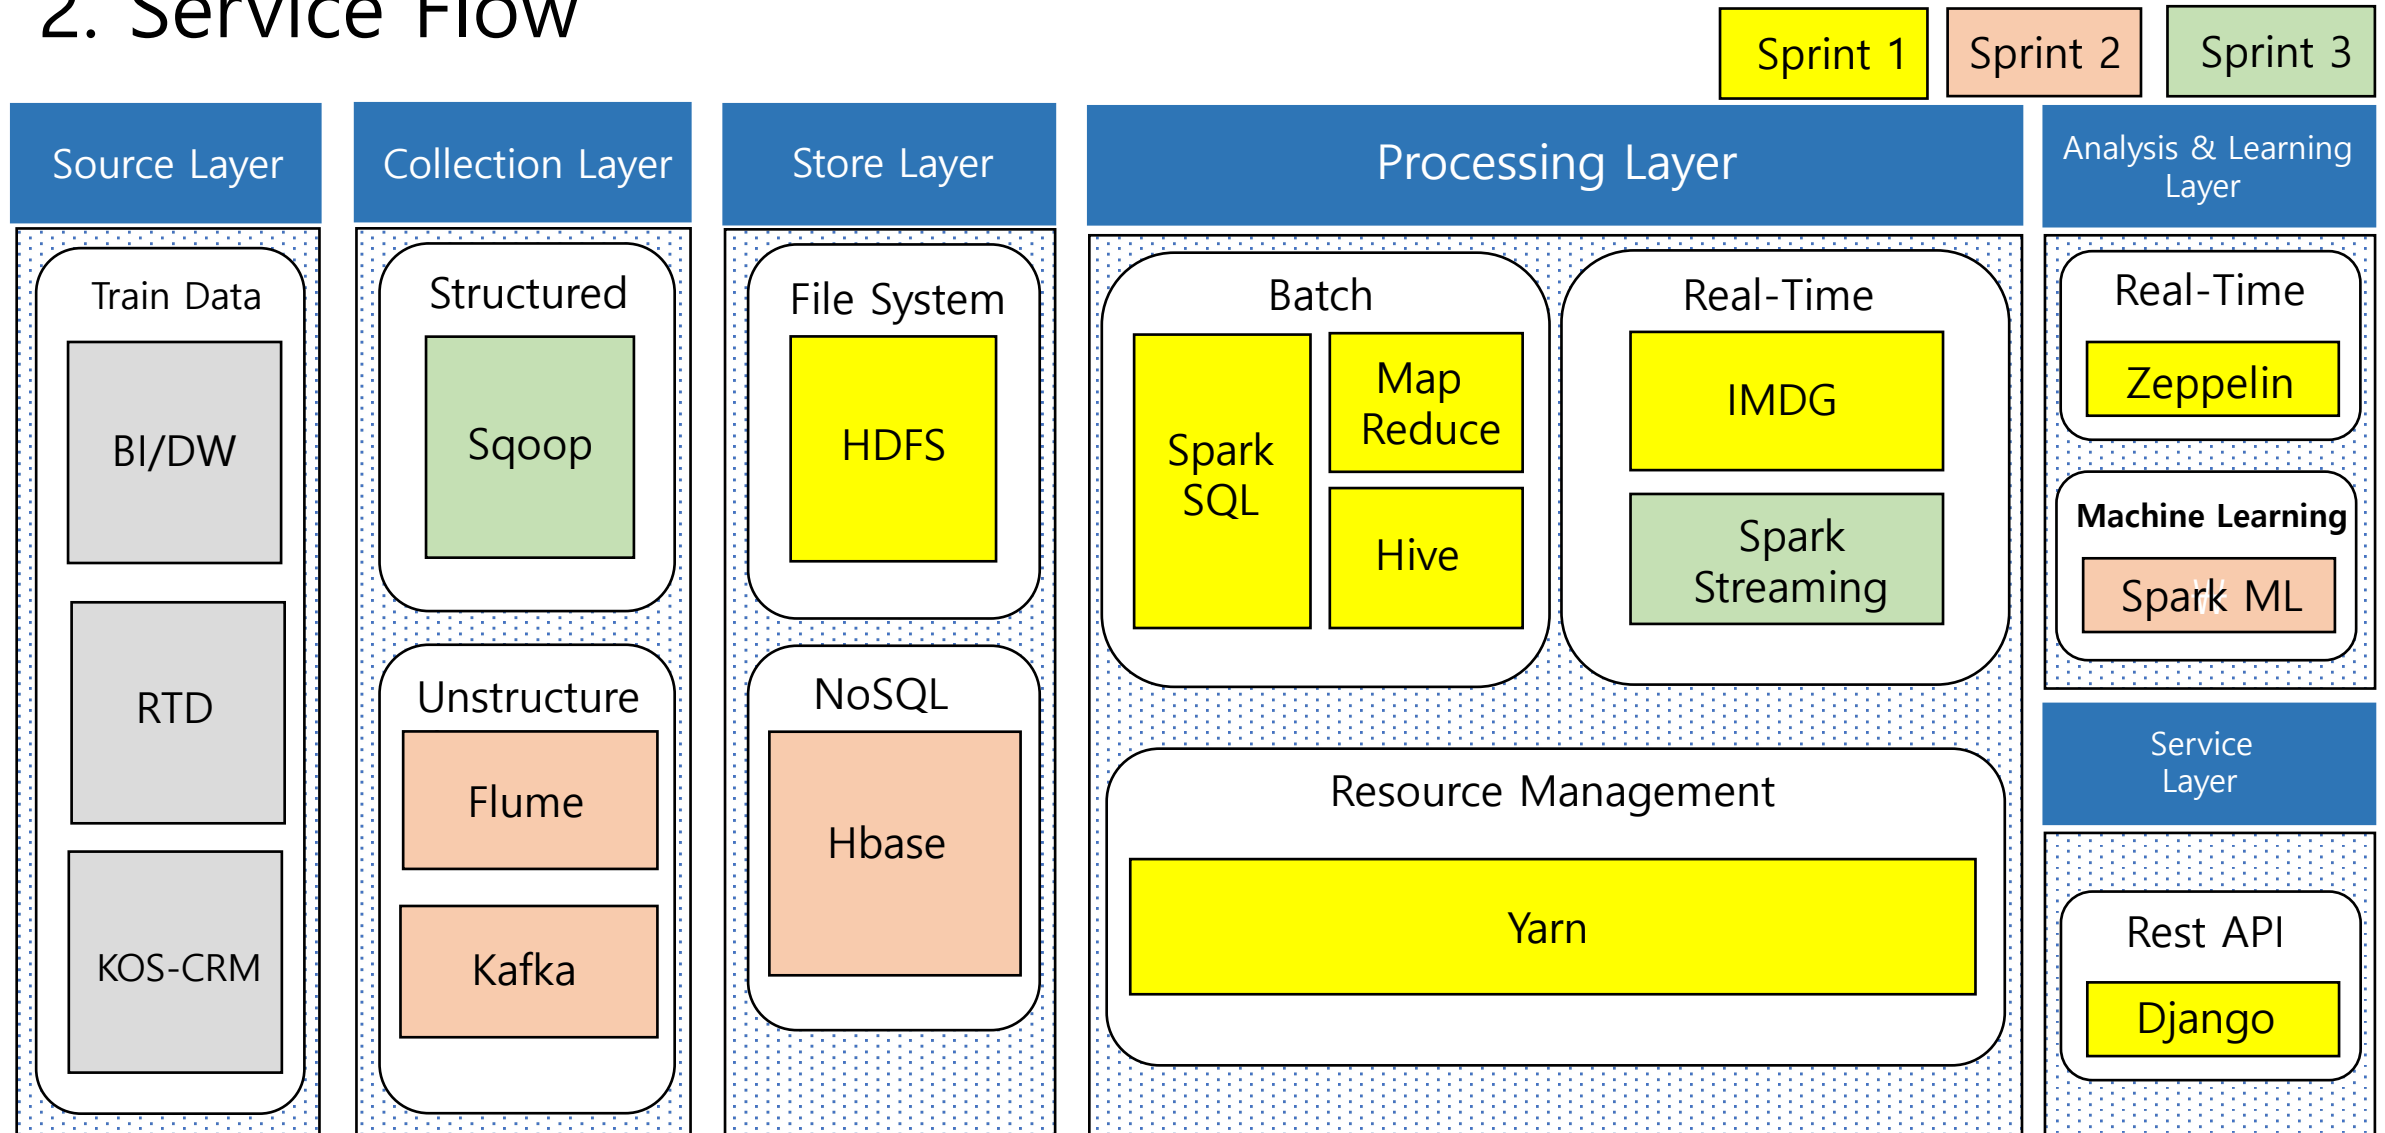 2. Service Flow
Sprint 1
Sprint 2
Sprint 3
Source Layer
Train Data
BI/DW
RTD
KOS-CRM
Collection Layer
Structured
Sqoop
Unstructure
Flume
Kafka
Store Layer
File System
HDFS
NoSQL
Hbase
Processing Layer
Batch
Spark
SQL
Map
Reduce
Hive
Real-Time
IMDG
Spark
Streaming
Resource Management
Yarn
Analysis & Learning
Layer
Real-Time
Zeppelin
Machine Learning
Spark ML
Service
Layer
Rest API
Django